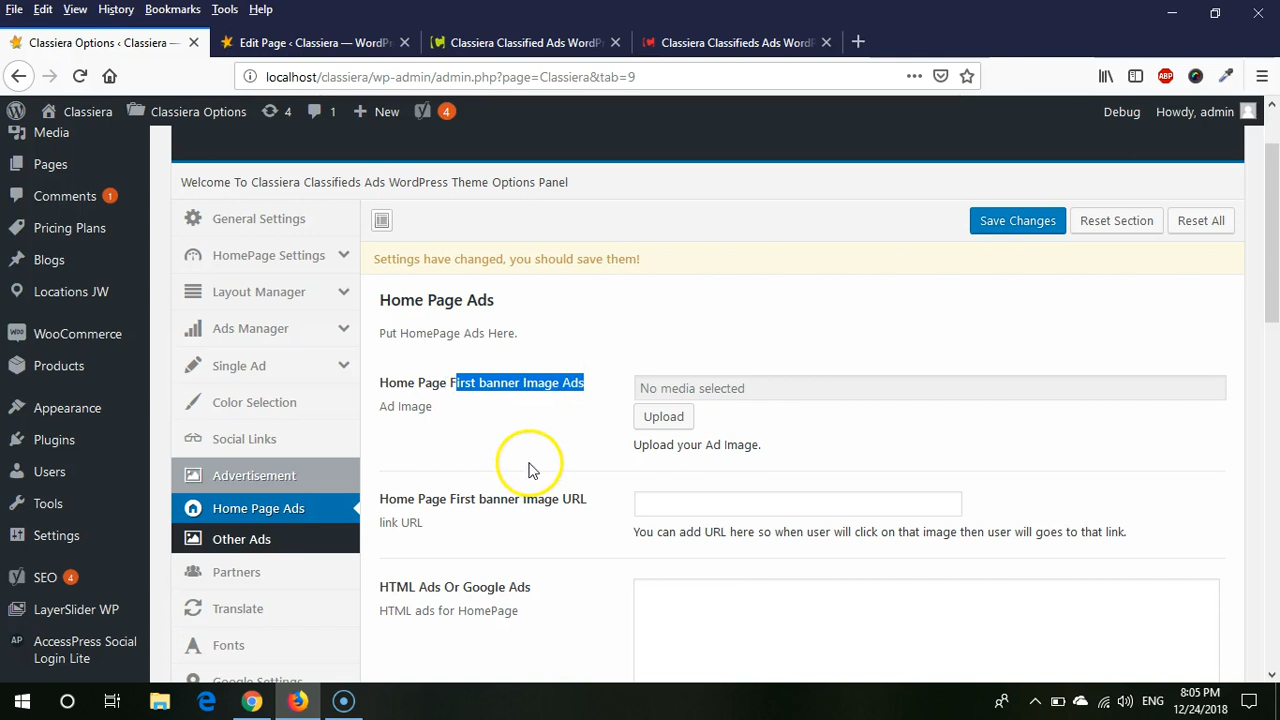 File Edit View History Bookmarks Tools Help
Classiera Options < Classiera —
Edit Page < Classiera — WordP
Classiera Classified Ads WordP
Classiera Classifieds Ads WordP
localhost/classiera/wp-admin/admin.php?page=Classiera&tab=9
ABP
Classiera
Classiera Options
4
1
New
4
Debug
Howdy, admin
Media
Pages
Comments 1
Pricing Plans
Blogs
Locations JW
WooCommerce
Products
Appearance
Plugins
Users
Tools
Settings
SEO 4
LayerSlider WP
AccessPress Social
Login Lite
Welcome To Classiera Classifieds Ads WordPress Theme Options Panel
General Settings
HomePage Settings
Layout Manager
Ads Manager
Single Ad
Color Selection
Social Links
Advertisement
Home Page Ads
Other Ads
Partners
Translate
Fonts
Google Settings
Save Changes
Reset Section
Reset All
Settings have changed, you should save them!
Home Page Ads
Put HomePage Ads Here.
Home Page First banner Image Ads
Ad Image
No media selected
Upload
Upload your Ad Image.
Home Page First banner Image URL
link URL
You can add URL here so when user will click on that image then user will goes to that link.
HTML Ads Or Google Ads
HTML ads for HomePage
ENG
8:05 PM
12/24/2018